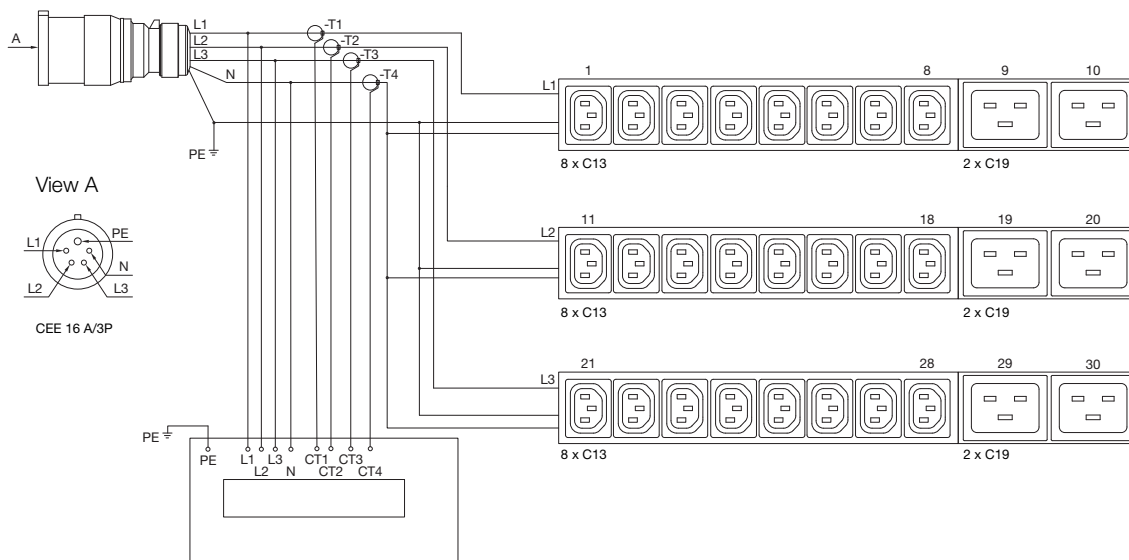 A
L1
L2
L3
N
-T1
-T2
-T3
-T4
PE
L1
1
8
9
10
8 x C13
2 x C19
View A
L1
PE
N
L2
L3
CEE 16 A/3P
L2
11
18
19
20
8 x C13
2 x C19
L3
21
28
29
30
8 x C13
2 x C19
PE
PE
L1
L2
L3
N
CT1
CT2
CT3
CT4